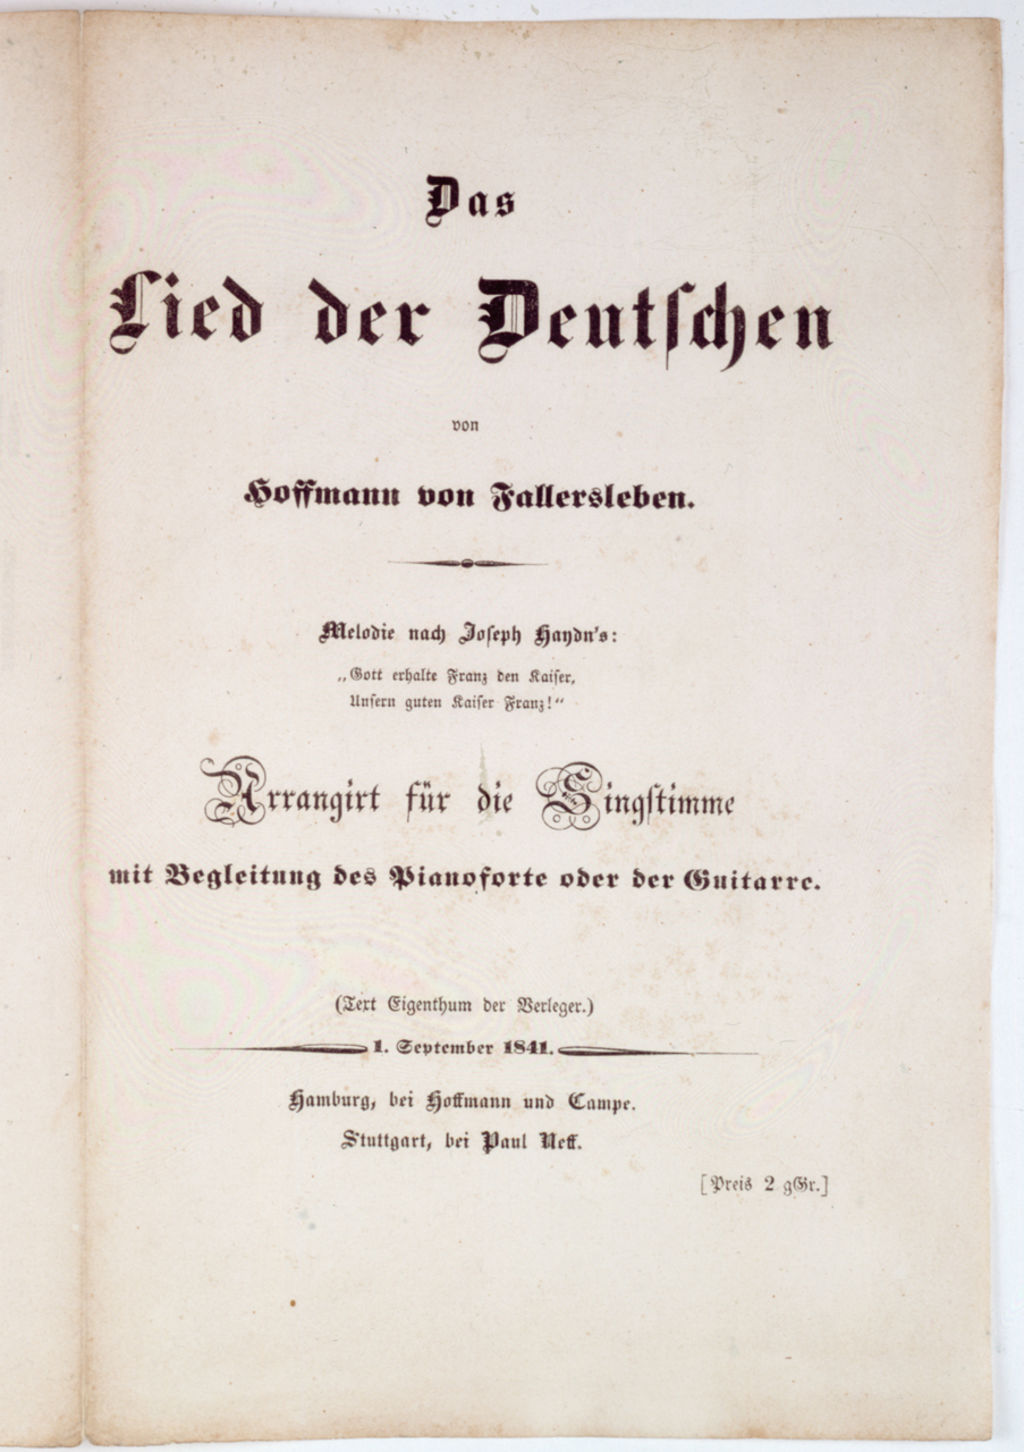 Das
Lied der Deutschen
von
Hoffmann von Fallersleben.
Melodie nach Joseph Haydn's:
„Gott erhalte Franz den Kaiser,
Unsern guten Kaiser Franz!“
Arrangirt für die Singstimme
mit Begleitung des Pianoforte oder der Guitarre.
(Text Eigenthum der Verleger.)
1. September 1841.
Hamburg, bei Hoffmann und Campe.
Stuttgart, bei Paul Neff.
[Preis 2 gGr.]